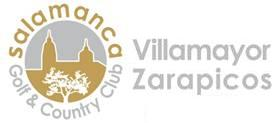 Salamanca
Golf & Country Club
Villamayor
Zarapicos